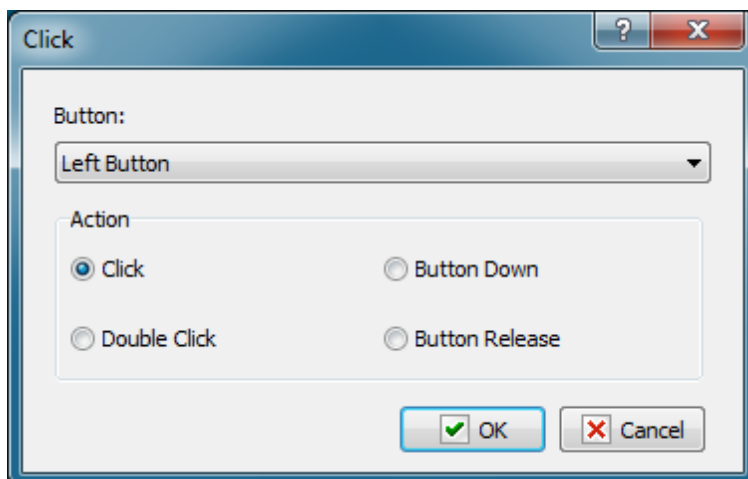 Click
?
Button:
Left Button
Action
Click
Button Down
Double Click
Button Release
OK
Cancel